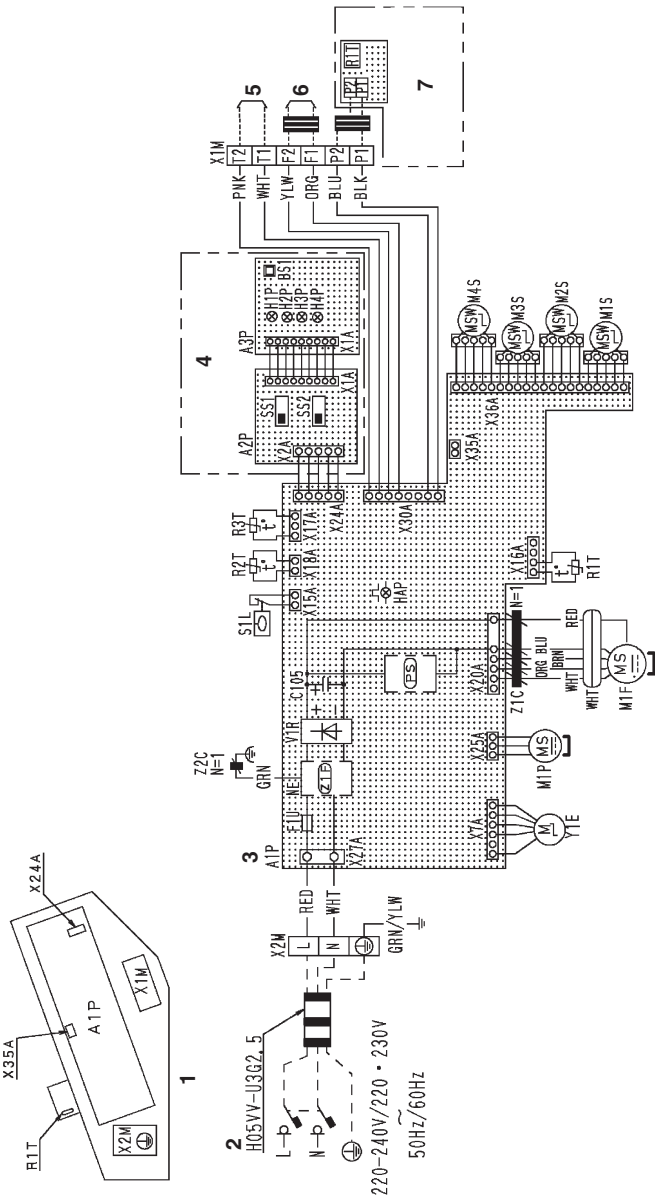 X35A
X24A
R1T
A1P
X1M
X2M
1
2
H05VV-U3G2.5
L
N
220-240V/220・230V
~
50Hz/60Hz
X2M
L
N
GRN/YLW
RED
WHT
3
A1P
X27A
F1U
Z2C
N=1
GRN
NE
Z1F
V1R
+
-
+
C105
PS
HAP
S1L
X15A
R2T
t°
X18A
R3T
t°
X17A
X24A
X30A
X35A
X36A
X7A
M
Y1E
X25A
MS
M1P
X20A
Z1C
N=1
WHT
ORG
BRN
BLU
RED
WHT
MS
M1F
X16A
t°
R1T
4
A2P
SS1
SS2
X2A
X1A
A3P
BS1
H1P
H2P
H3P
H4P
X1A
X1M
PNK
T2
WHT
T1
YLW
F2
ORG
F1
BLU
P2
BLK
P1
5
6
P2
P1
R1T
7
MSW
M4S
MSW
M3S
MSW
M2S
MSW
M1S